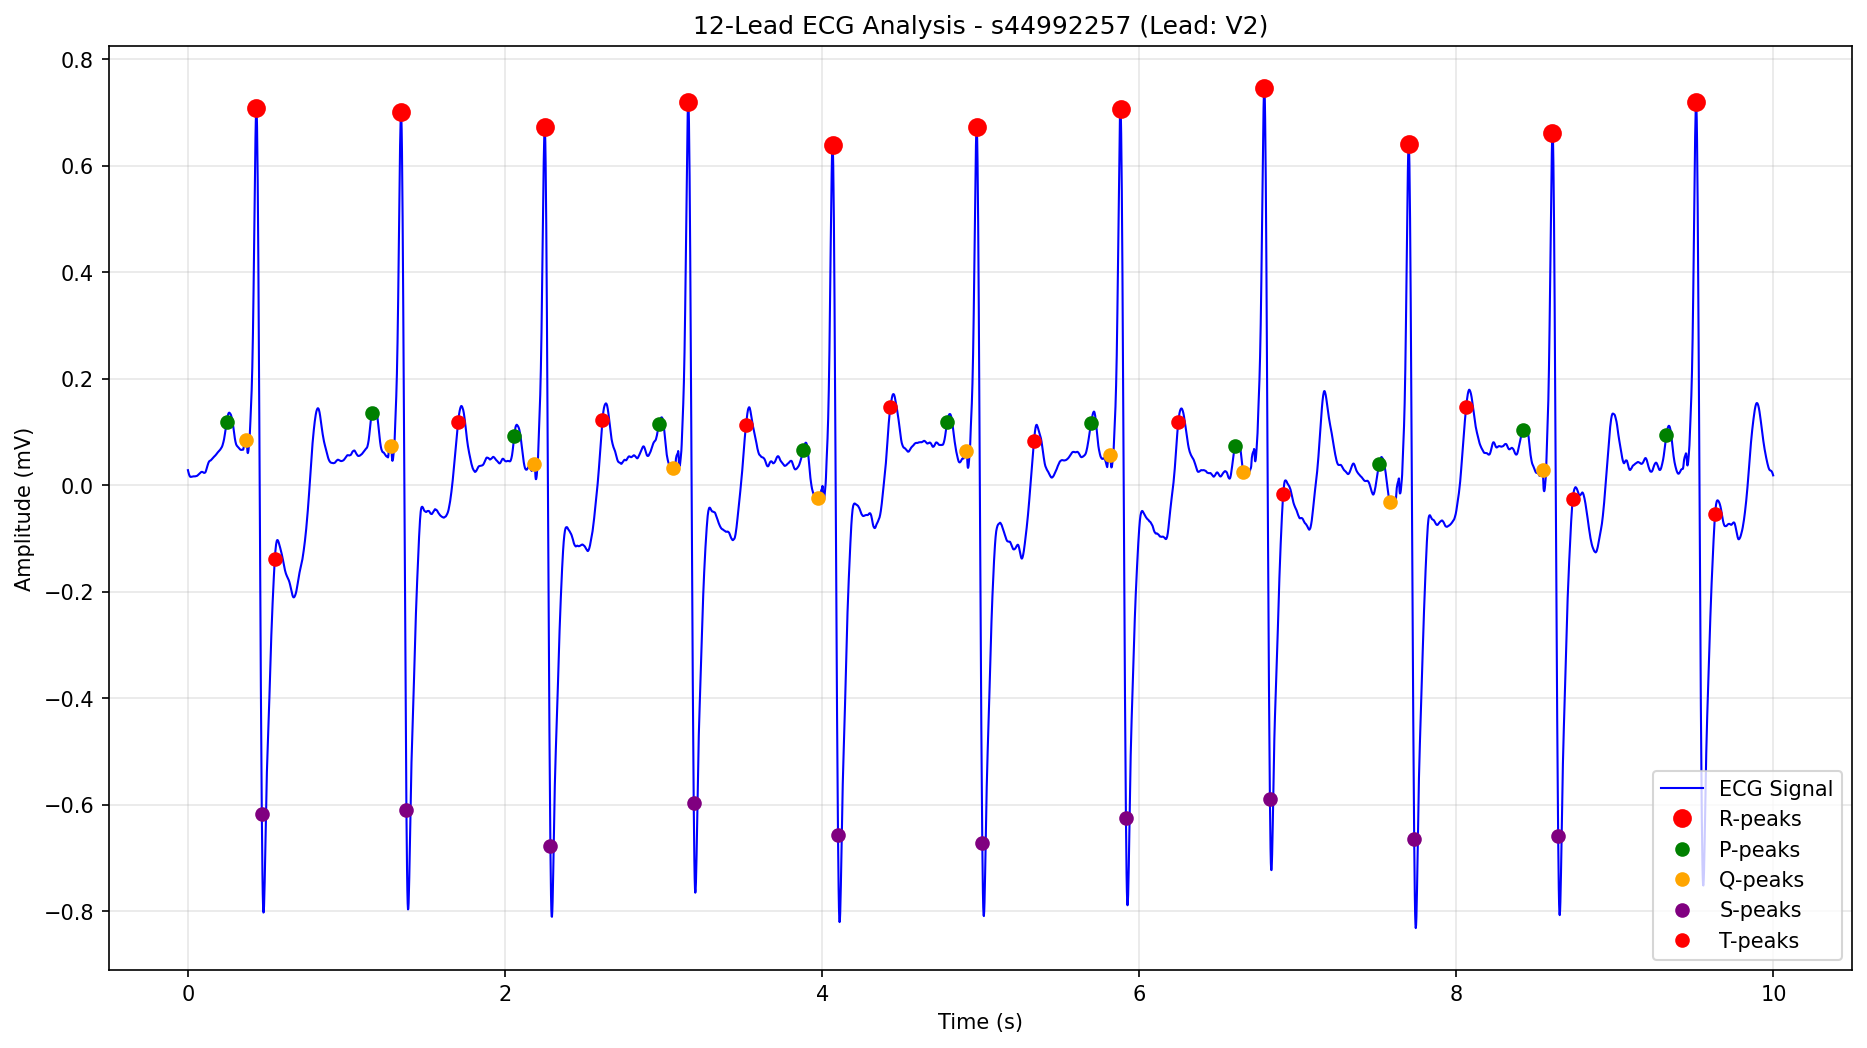 12-Lead ECG Analysis - s44992257 (Lead: V2)
0.8
0.6
0.4
0.2
0.0
−0.2
−0.4
−0.6
−0.8
Amplitude (mV)
ECG Signal
R-peaks
P-peaks
Q-peaks
S-peaks
T-peaks
0 2 4 6 8 10
Time (s)